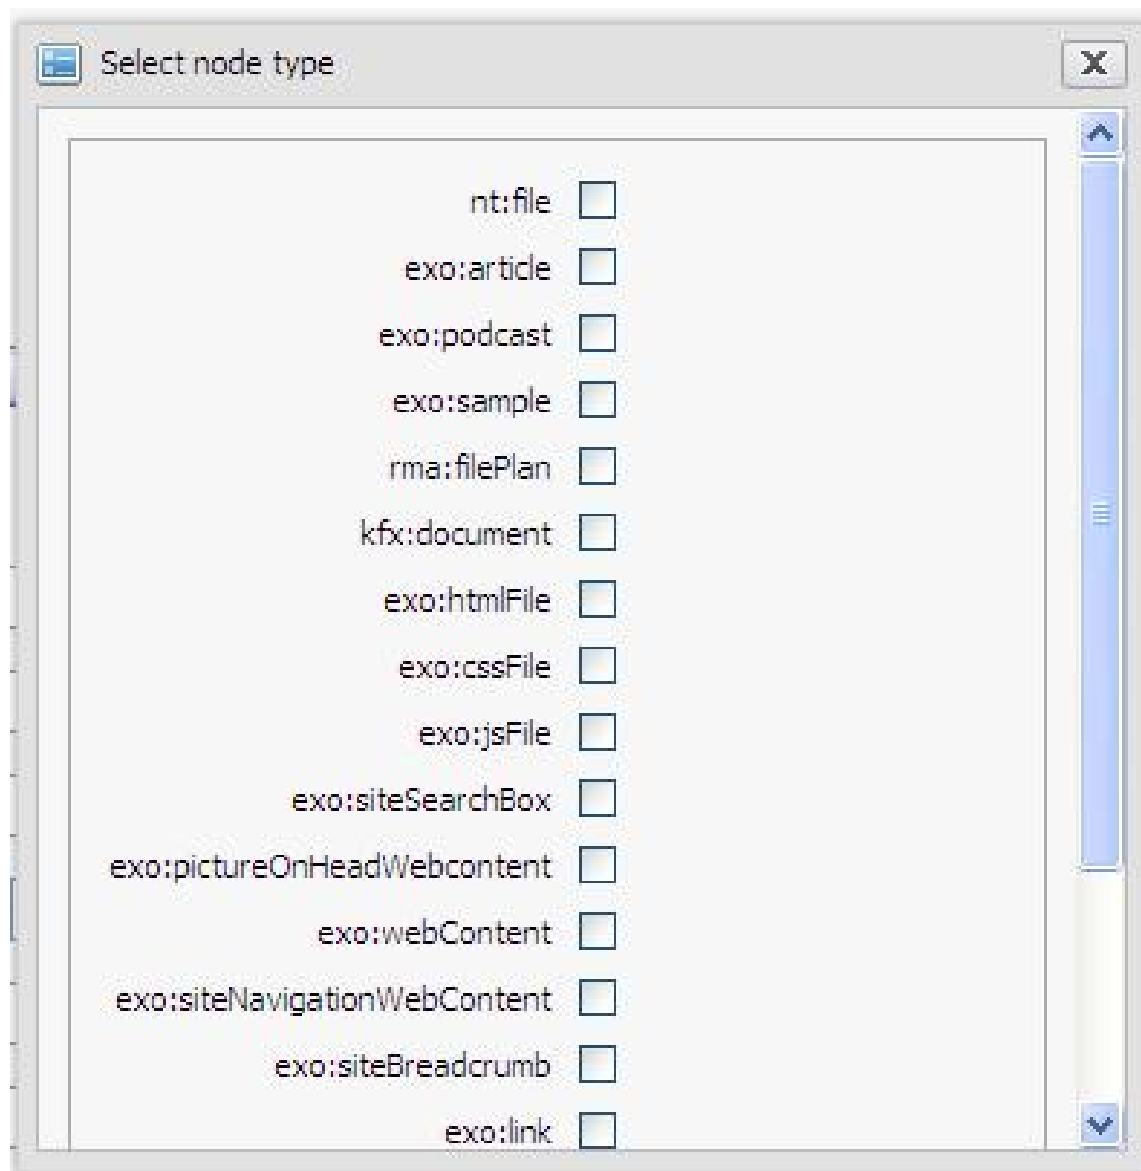 Select node type
X
nt:file
exo:article
exo:podcast
exo:sample
rma:filePlan
kfx:document
exo:htmlFile
exo:cssFile
exo:jsFile
exo:siteSearchBox
exo:pictureOnHeadWebcontent
exo:webContent
exo:siteNavigationWebContent
exo:siteBreadcrumb
exo:link